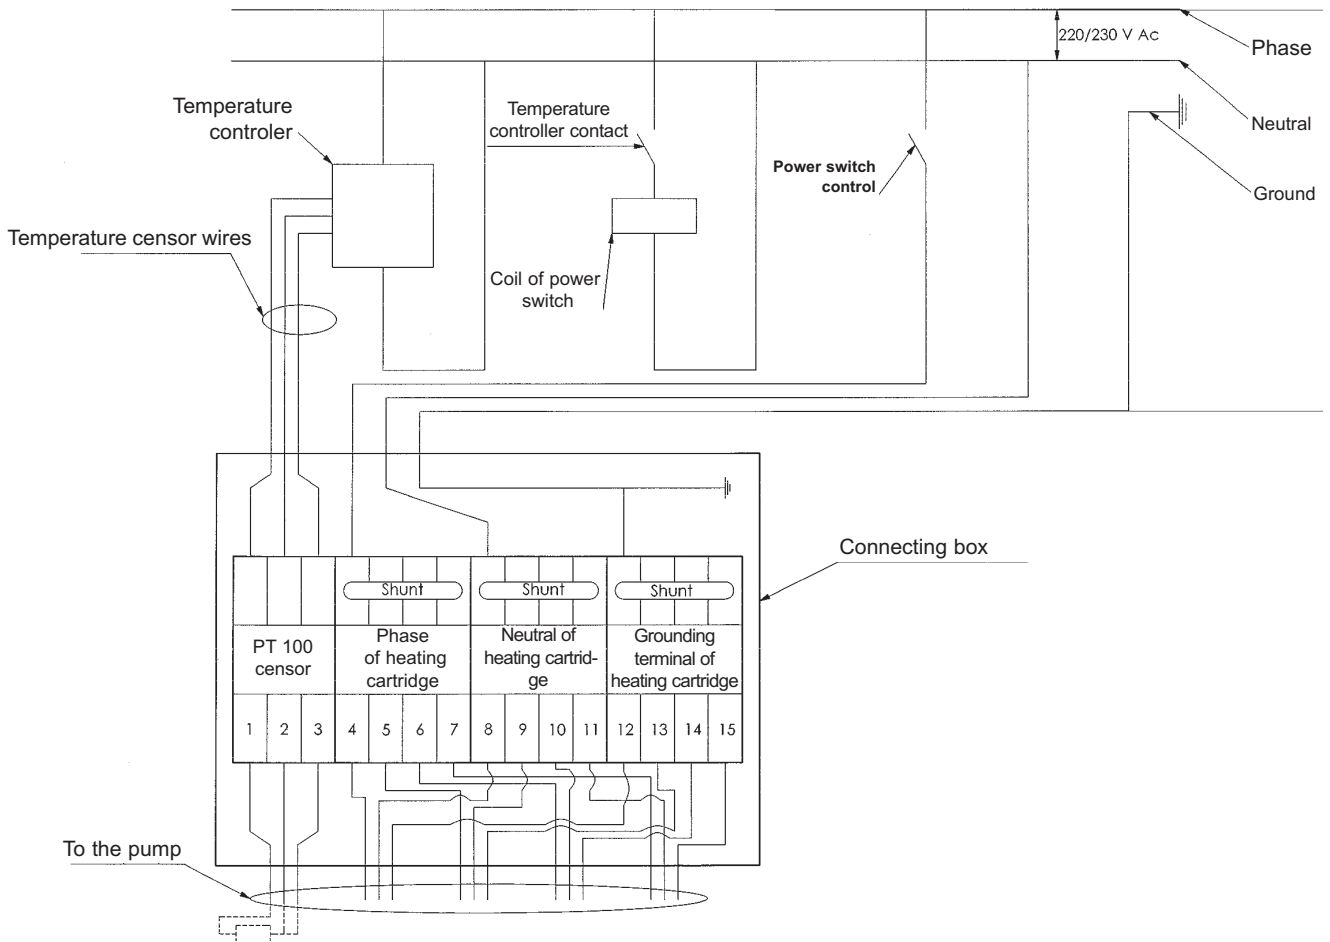 220/230 V Ac
Phase
Neutral
Ground
Temperature
controler
Temperature
controller contact
Power switch
control
Temperature censor wires
Coil of power
switch
Connecting box
Shunt
Shunt
Shunt
PT 100
censor
Phase
of heating
cartridge
Neutral of
heating cartrid-
ge
Grounding
terminal of
heating cartridge
1 2 3 4 5 6 7 8 9 10 11 12 13 14 15
To the pump